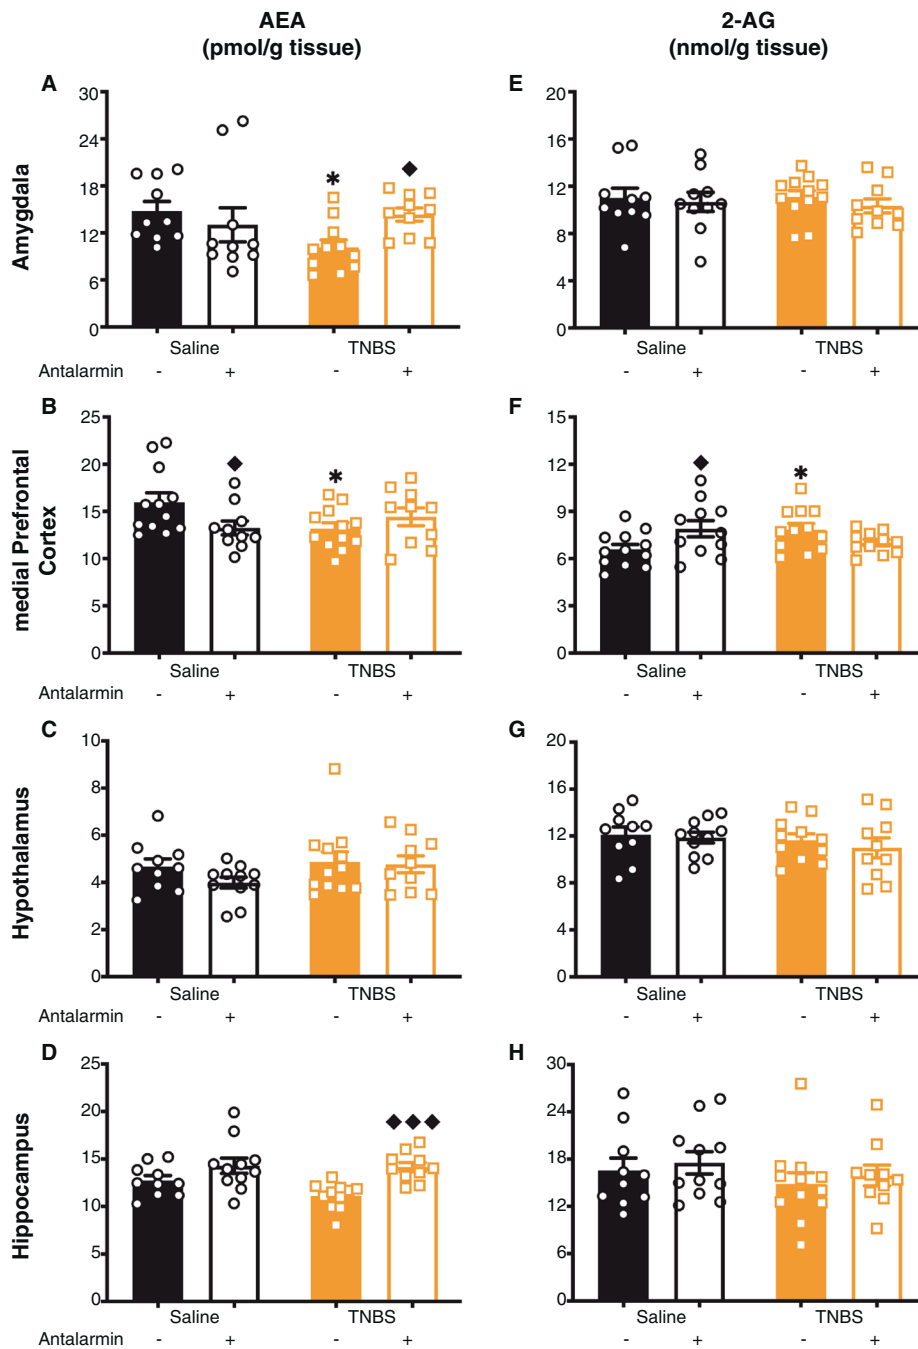 AEA
(pmol/g tissue)
2-AG
(nmol/g tissue)
Amygdala
A
30
24
18
12
6
0
*
◆
Saline
TNBS
Antalarmin
-
+
-
+
E
20
16
12
8
4
0
Saline
TNBS
-
+
-
+
medial Prefrontal
Cortex
B
25
20
15
10
5
0
◆
*
Saline
TNBS
Antalarmin
-
+
-
+
F
15
12
9
6
3
0
◆
*
Saline
TNBS
-
+
-
+
Hypothalamus
C
10
8
6
4
2
0
Saline
TNBS
Antalarmin
-
+
-
+
G
20
16
12
8
4
0
Saline
TNBS
-
+
-
+
Hippocampus
D
25
20
15
10
5
0
◆◆◆
Saline
TNBS
Antalarmin
-
+
-
+
H
30
24
18
12
6
0
Saline
TNBS
-
+
-
+